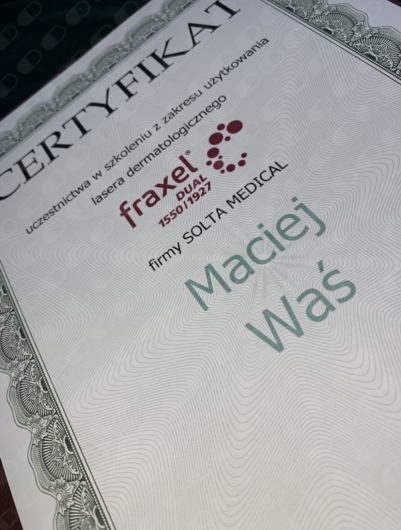 CERTYFIKAT
uczestnictwa w szkoleniu z zakresu użytkowania
lasera dermatologicznego
fraxel®
DUAL
1550/1927
firmy SOLTA MEDICAL
Maciej
Waś